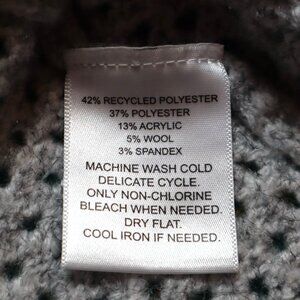 42% RECYCLED POLYESTER
37% POLYESTER
13% ACRYLIC
5% WOOL
3% SPANDEX
MACHINE WASH COLD
DELICATE CYCLE.
ONLY NON-CHLORINE
BLEACH WHEN NEEDED.
DRY FLAT.
COOL IRON IF NEEDED.